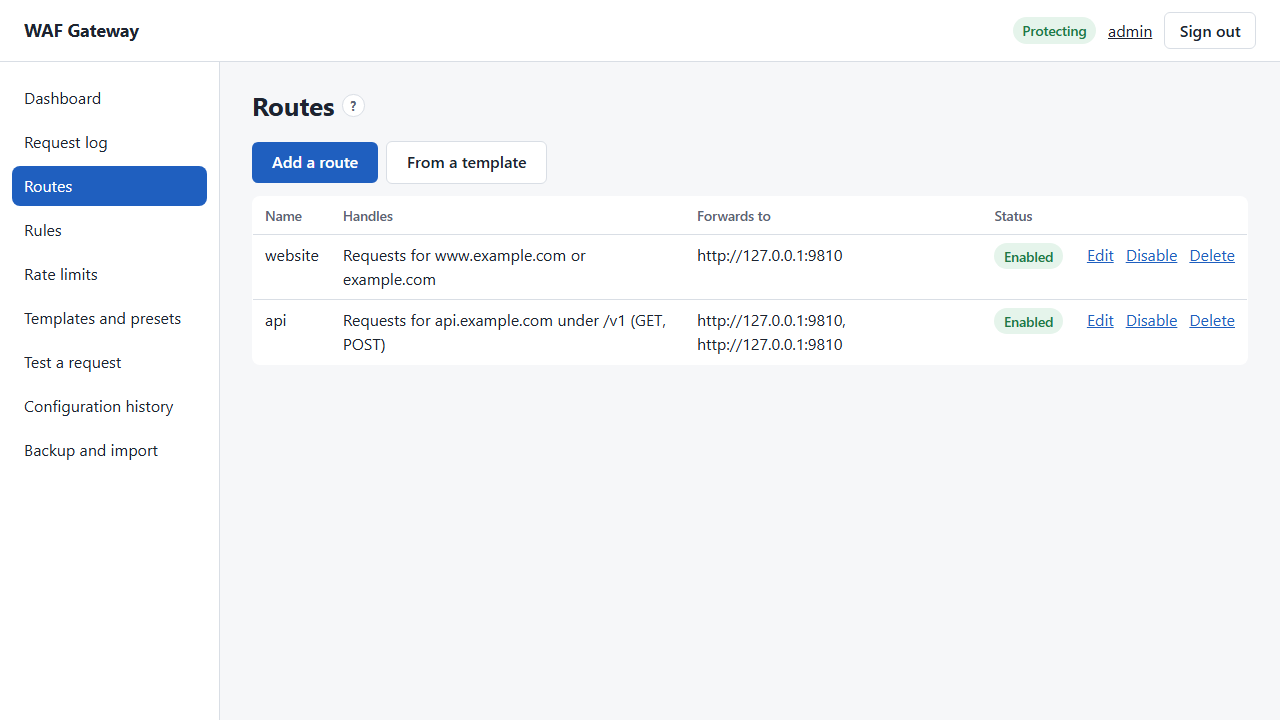 WAF Gateway
Protecting
admin
Sign out
Dashboard
Request log
Routes
Rules
Rate limits
Templates and presets
Test a request
Configuration history
Backup and import
Routes ?
Add a route
From a template
Name Handles Forwards to Status
website Requests for www.example.com or http://127.0.0.1:9810 Enabled Edit Disable Delete
example.com
api Requests for api.example.com under /v1 (GET, http://127.0.0.1:9810, Enabled Edit Disable Delete
POST) http://127.0.0.1:9810